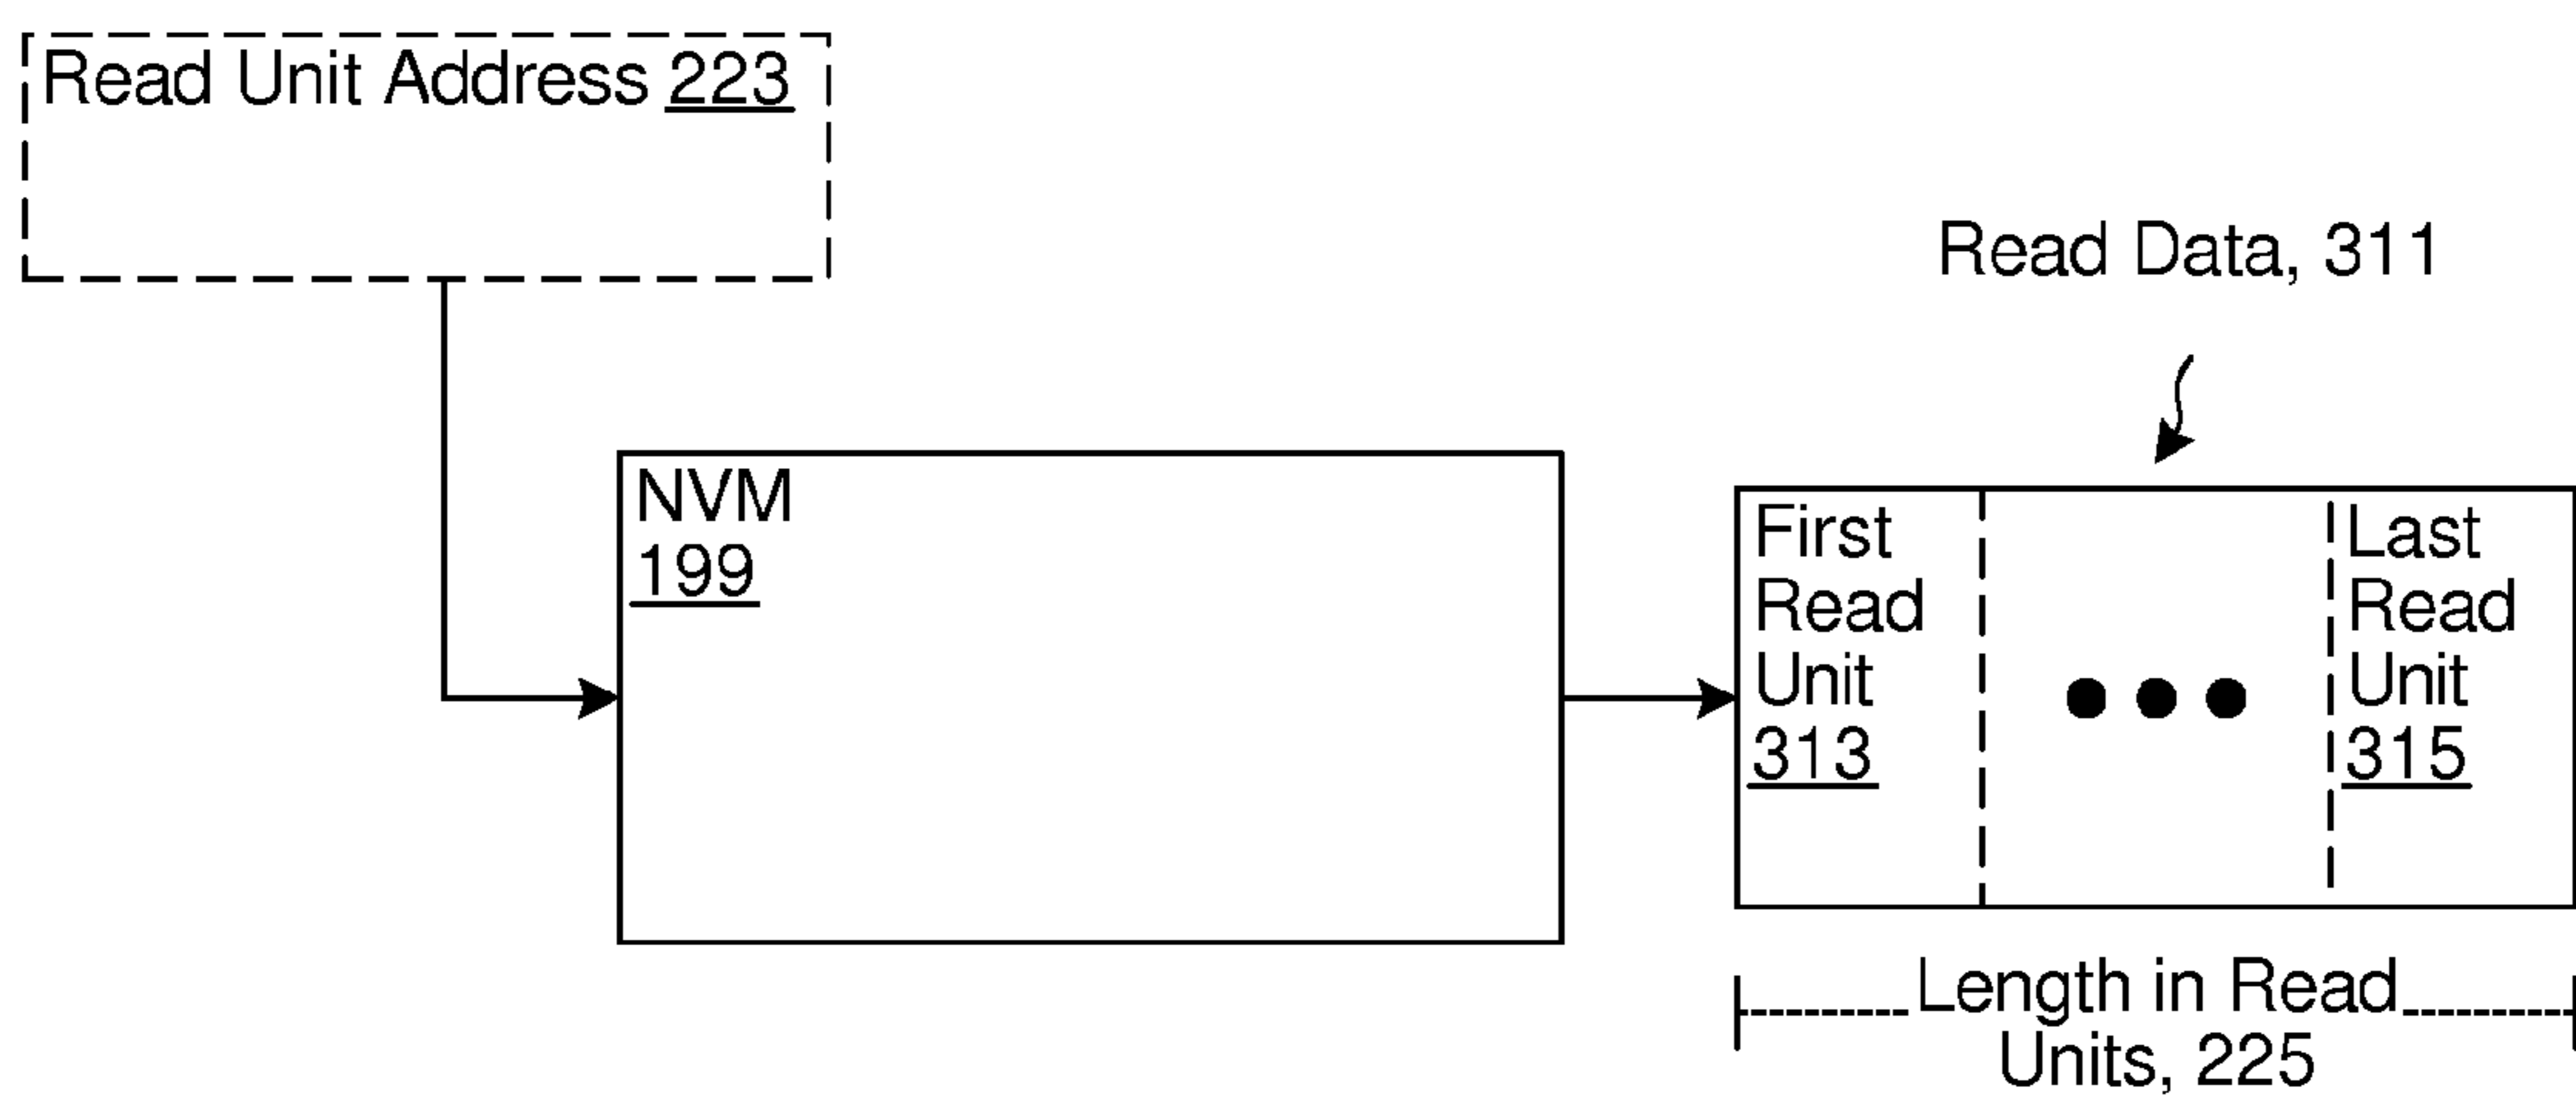 Read Unit Address 223
Read Data, 311
NVM
199
First
Read
Unit
313
Last
Read
Unit
315
Length in Read
Units, 225